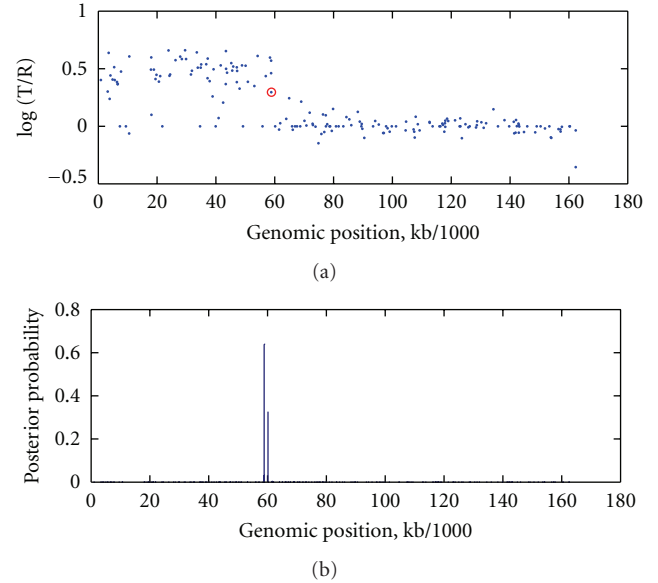 1
0.5
0
−0.5
log (T/R)
0 20 40 60 80 100 120 140 160 180
Genomic position, kb/1000
(a)
0.8
0.6
0.4
0.2
0
Posterior probability
0 20 40 60 80 100 120 140 160 180
Genomic position, kb/1000
(b)